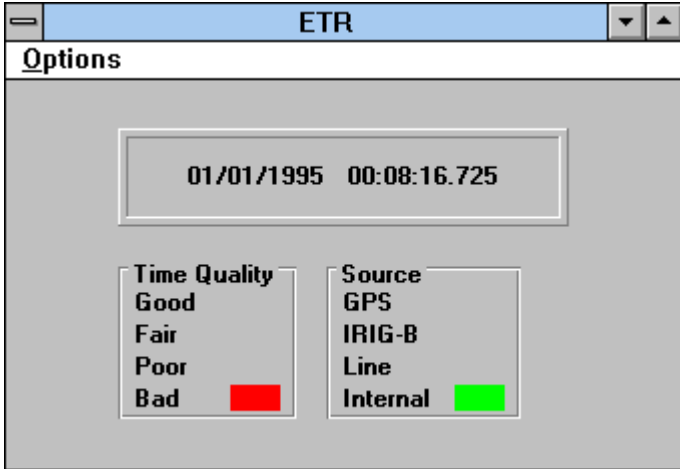 ETR
Options
01/01/1995 00:08:16.725
Time Quality
Good
Fair
Poor
Bad
Source
GPS
IRIG-B
Line
Internal